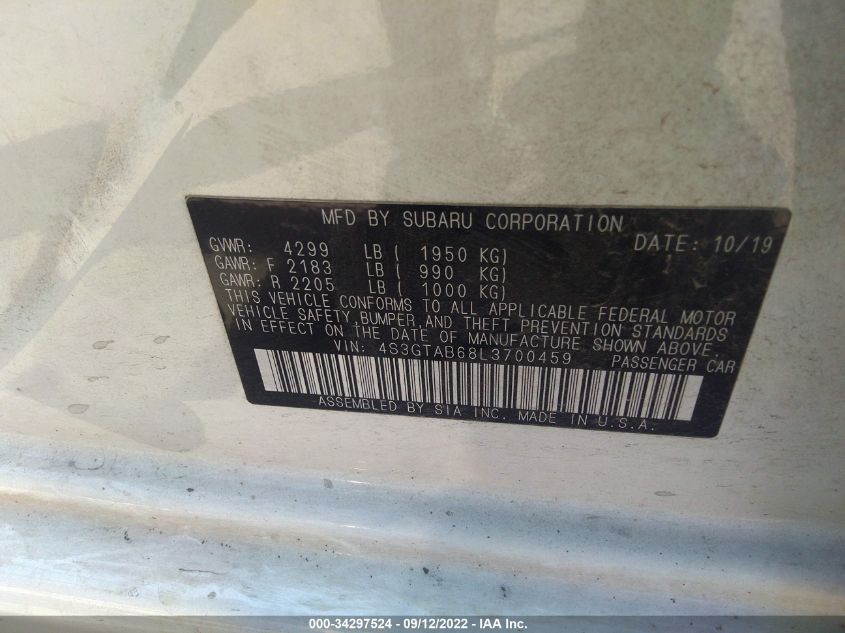 MFD BY SUBARU CORPORATION DATE: 10/19
GVWR: 4299 LB ( 1950 KG)
GAWR: F 2183 LB ( 990 KG)
GAWR: R 2205 LB ( 1000 KG)
THIS VEHICLE CONFORMS TO ALL APPLICABLE FEDERAL MOTOR
VEHICLE SAFETY,BUMPER,AND THEFT PREVENTION STANDARDS
IN EFFECT ON THE DATE OF MANUFACTURE SHOWN ABOVE.
VIN: 4S3GTAB68L3700459 PASSENGER CAR
ASSEMBLED BY SIA INC. MADE IN U.S.A.
000-34297524 - 09/12/2022 - IAA Inc.